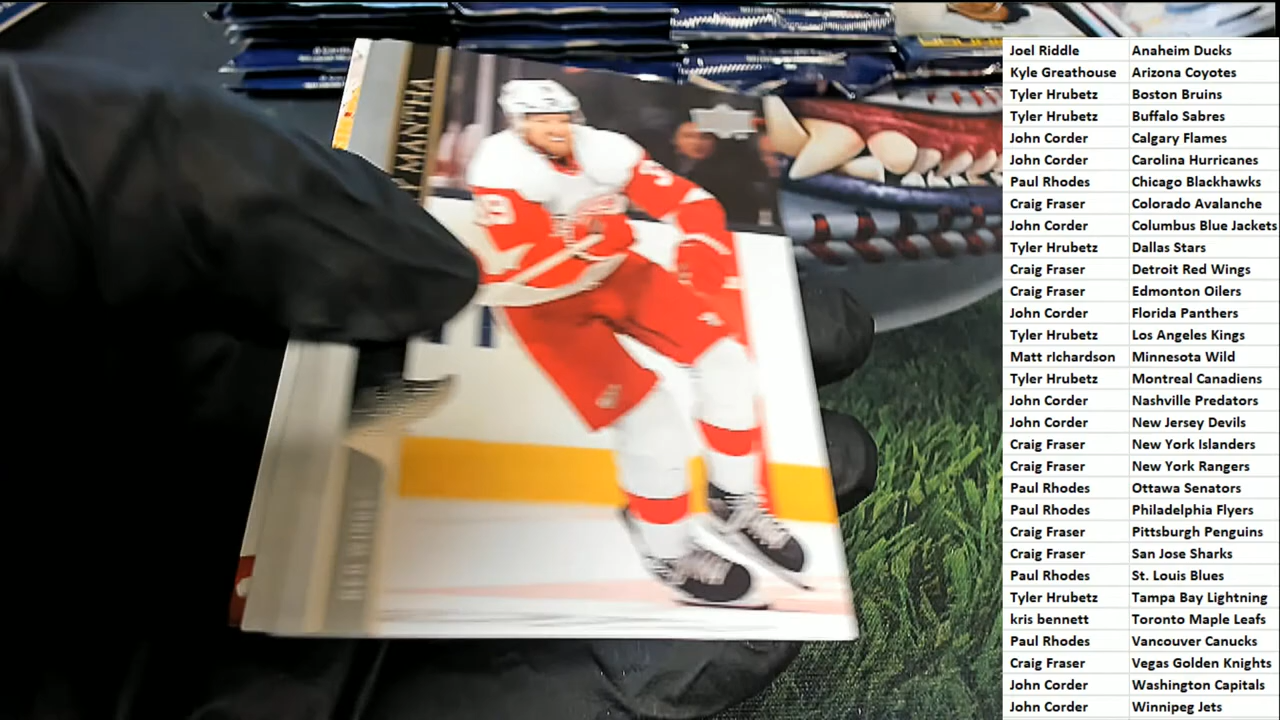 Joel Riddle Anaheim Ducks
Kyle Greathouse Arizona Coyotes
Tyler Hrubetz Boston Bruins
Tyler Hrubetz Buffalo Sabres
John Corder Calgary Flames
John Corder Carolina Hurricanes
Paul Rhodes Chicago Blackhawks
Craig Fraser Colorado Avalanche
John Corder Columbus Blue Jackets
Tyler Hrubetz Dallas Stars
Craig Fraser Detroit Red Wings
Craig Fraser Edmonton Oilers
John Corder Florida Panthers
Tyler Hrubetz Los Angeles Kings
Matt rIchardson Minnesota Wild
Tyler Hrubetz Montreal Canadiens
John Corder Nashville Predators
John Corder New Jersey Devils
Craig Fraser New York Islanders
Craig Fraser New York Rangers
Paul Rhodes Ottawa Senators
Paul Rhodes Philadelphia Flyers
Craig Fraser Pittsburgh Penguins
Craig Fraser San Jose Sharks
Paul Rhodes St. Louis Blues
Tyler Hrubetz Tampa Bay Lightning
kris bennett Toronto Maple Leafs
Paul Rhodes Vancouver Canucks
Craig Fraser Vegas Golden Knights
John Corder Washington Capitals
John Corder Winnipeg Jets
MANTHA
RED WINGS
39